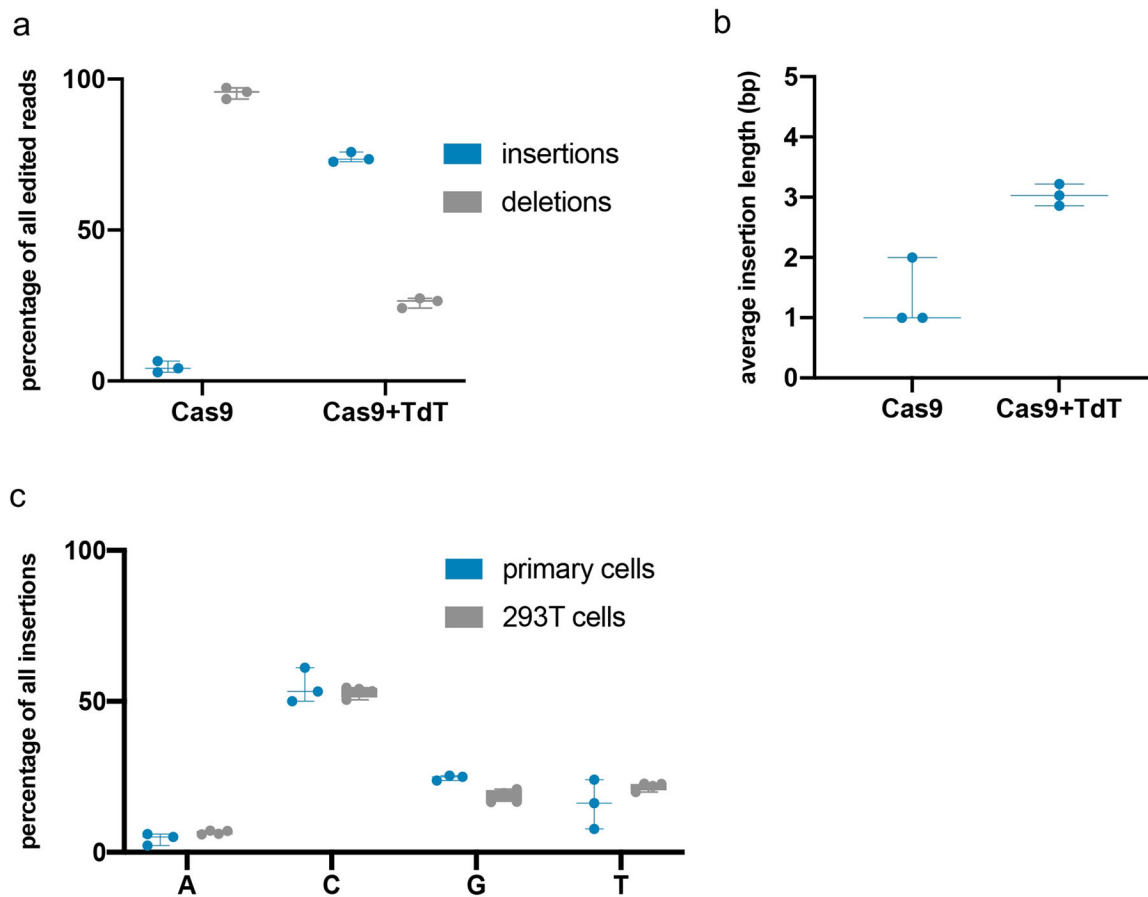 a
percentage of all edited reads
100
50
0
Cas9
Cas9+TdT
insertions
deletions
b
average insertion length (bp)
5
4
3
2
1
0
Cas9
Cas9+TdT
c
percentage of all insertions
100
50
0
A
C
G
T
primary cells
293T cells